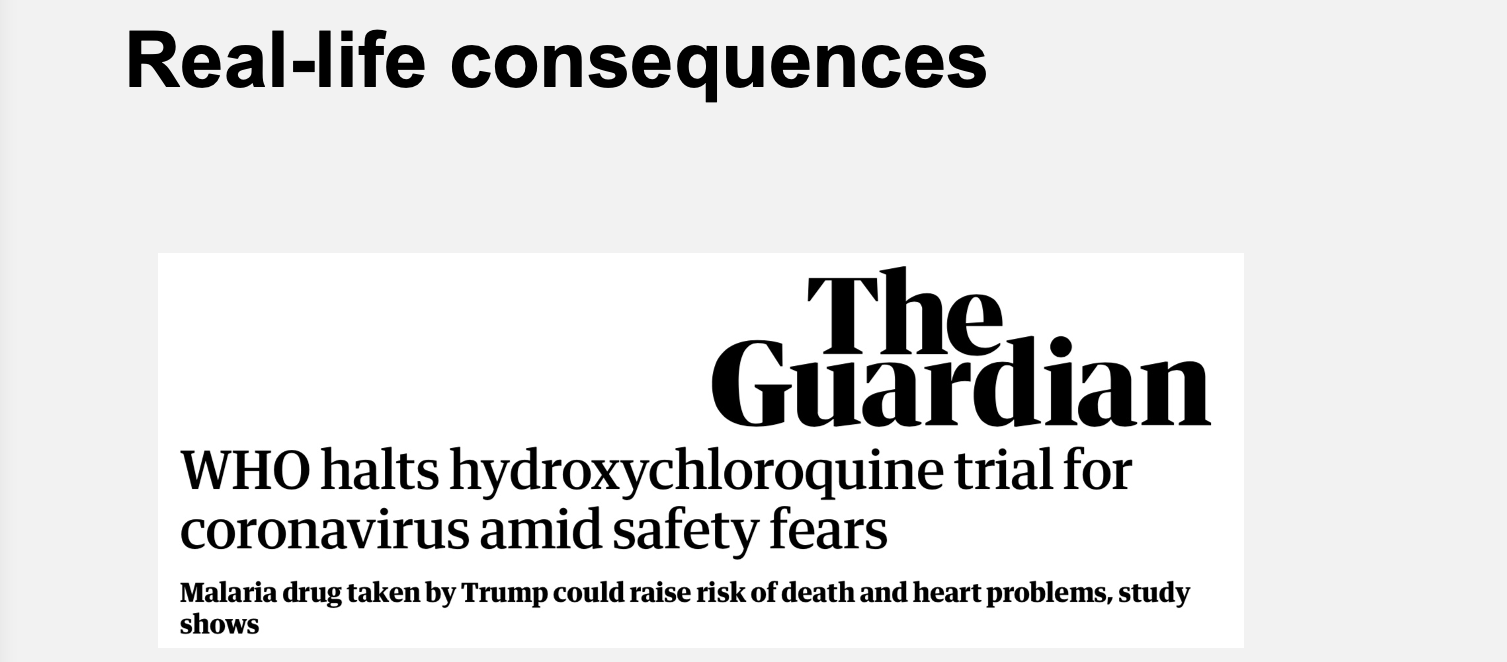 Real-life consequences
The
Guardian
WHO halts hydroxychloroquine trial for
coronavirus amid safety fears
Malaria drug taken by Trump could raise risk of death and heart problems, study
shows